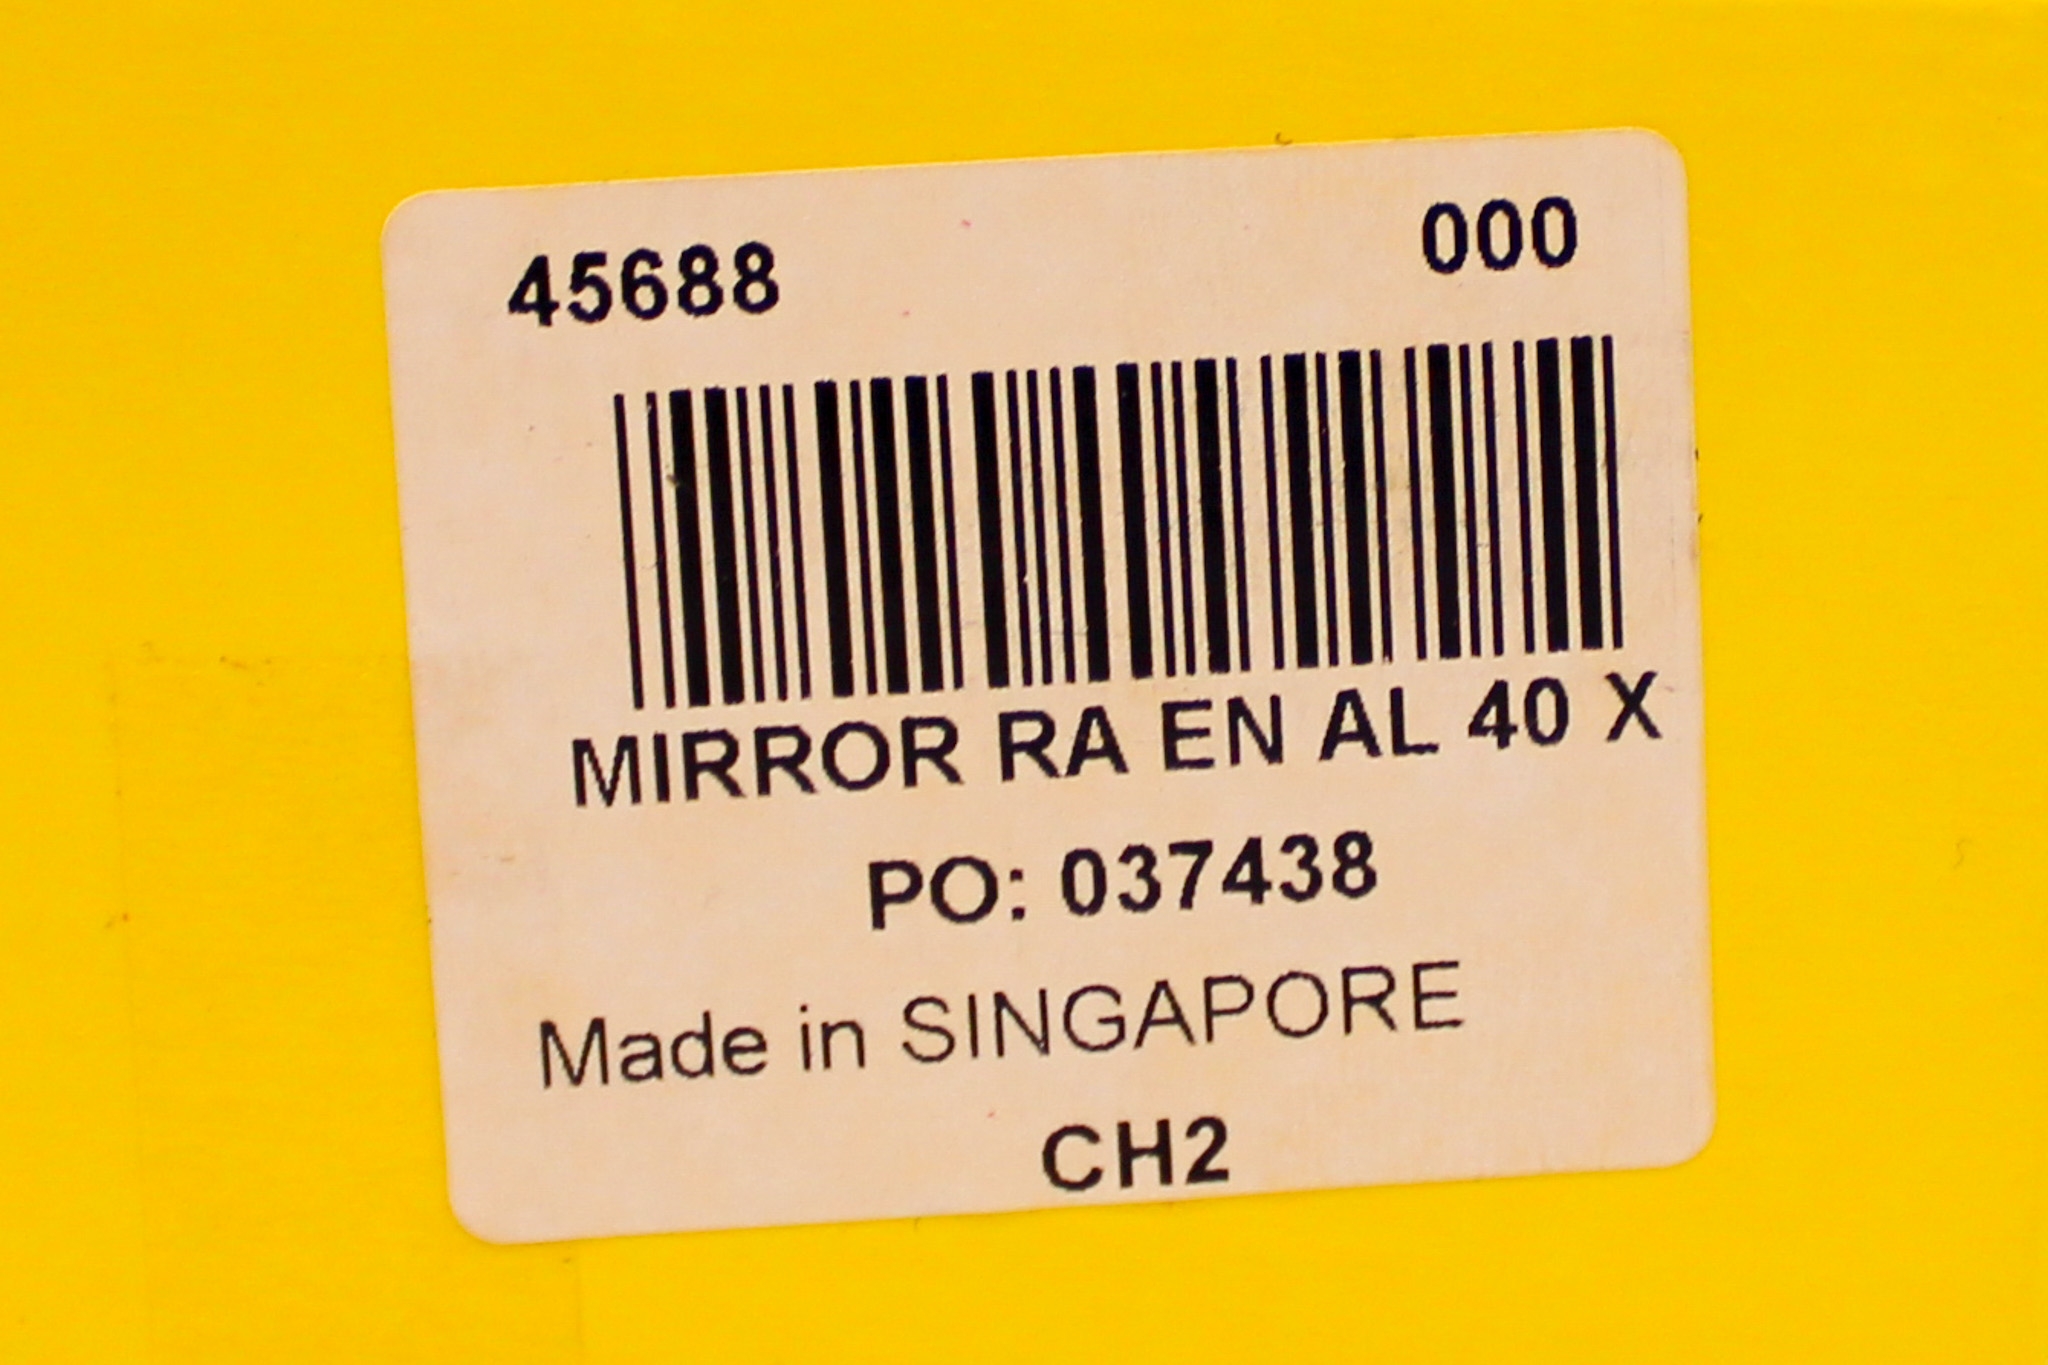 45688 000
MIRROR RA EN AL 40 X
PO: 037438
Made in SINGAPORE
CH2